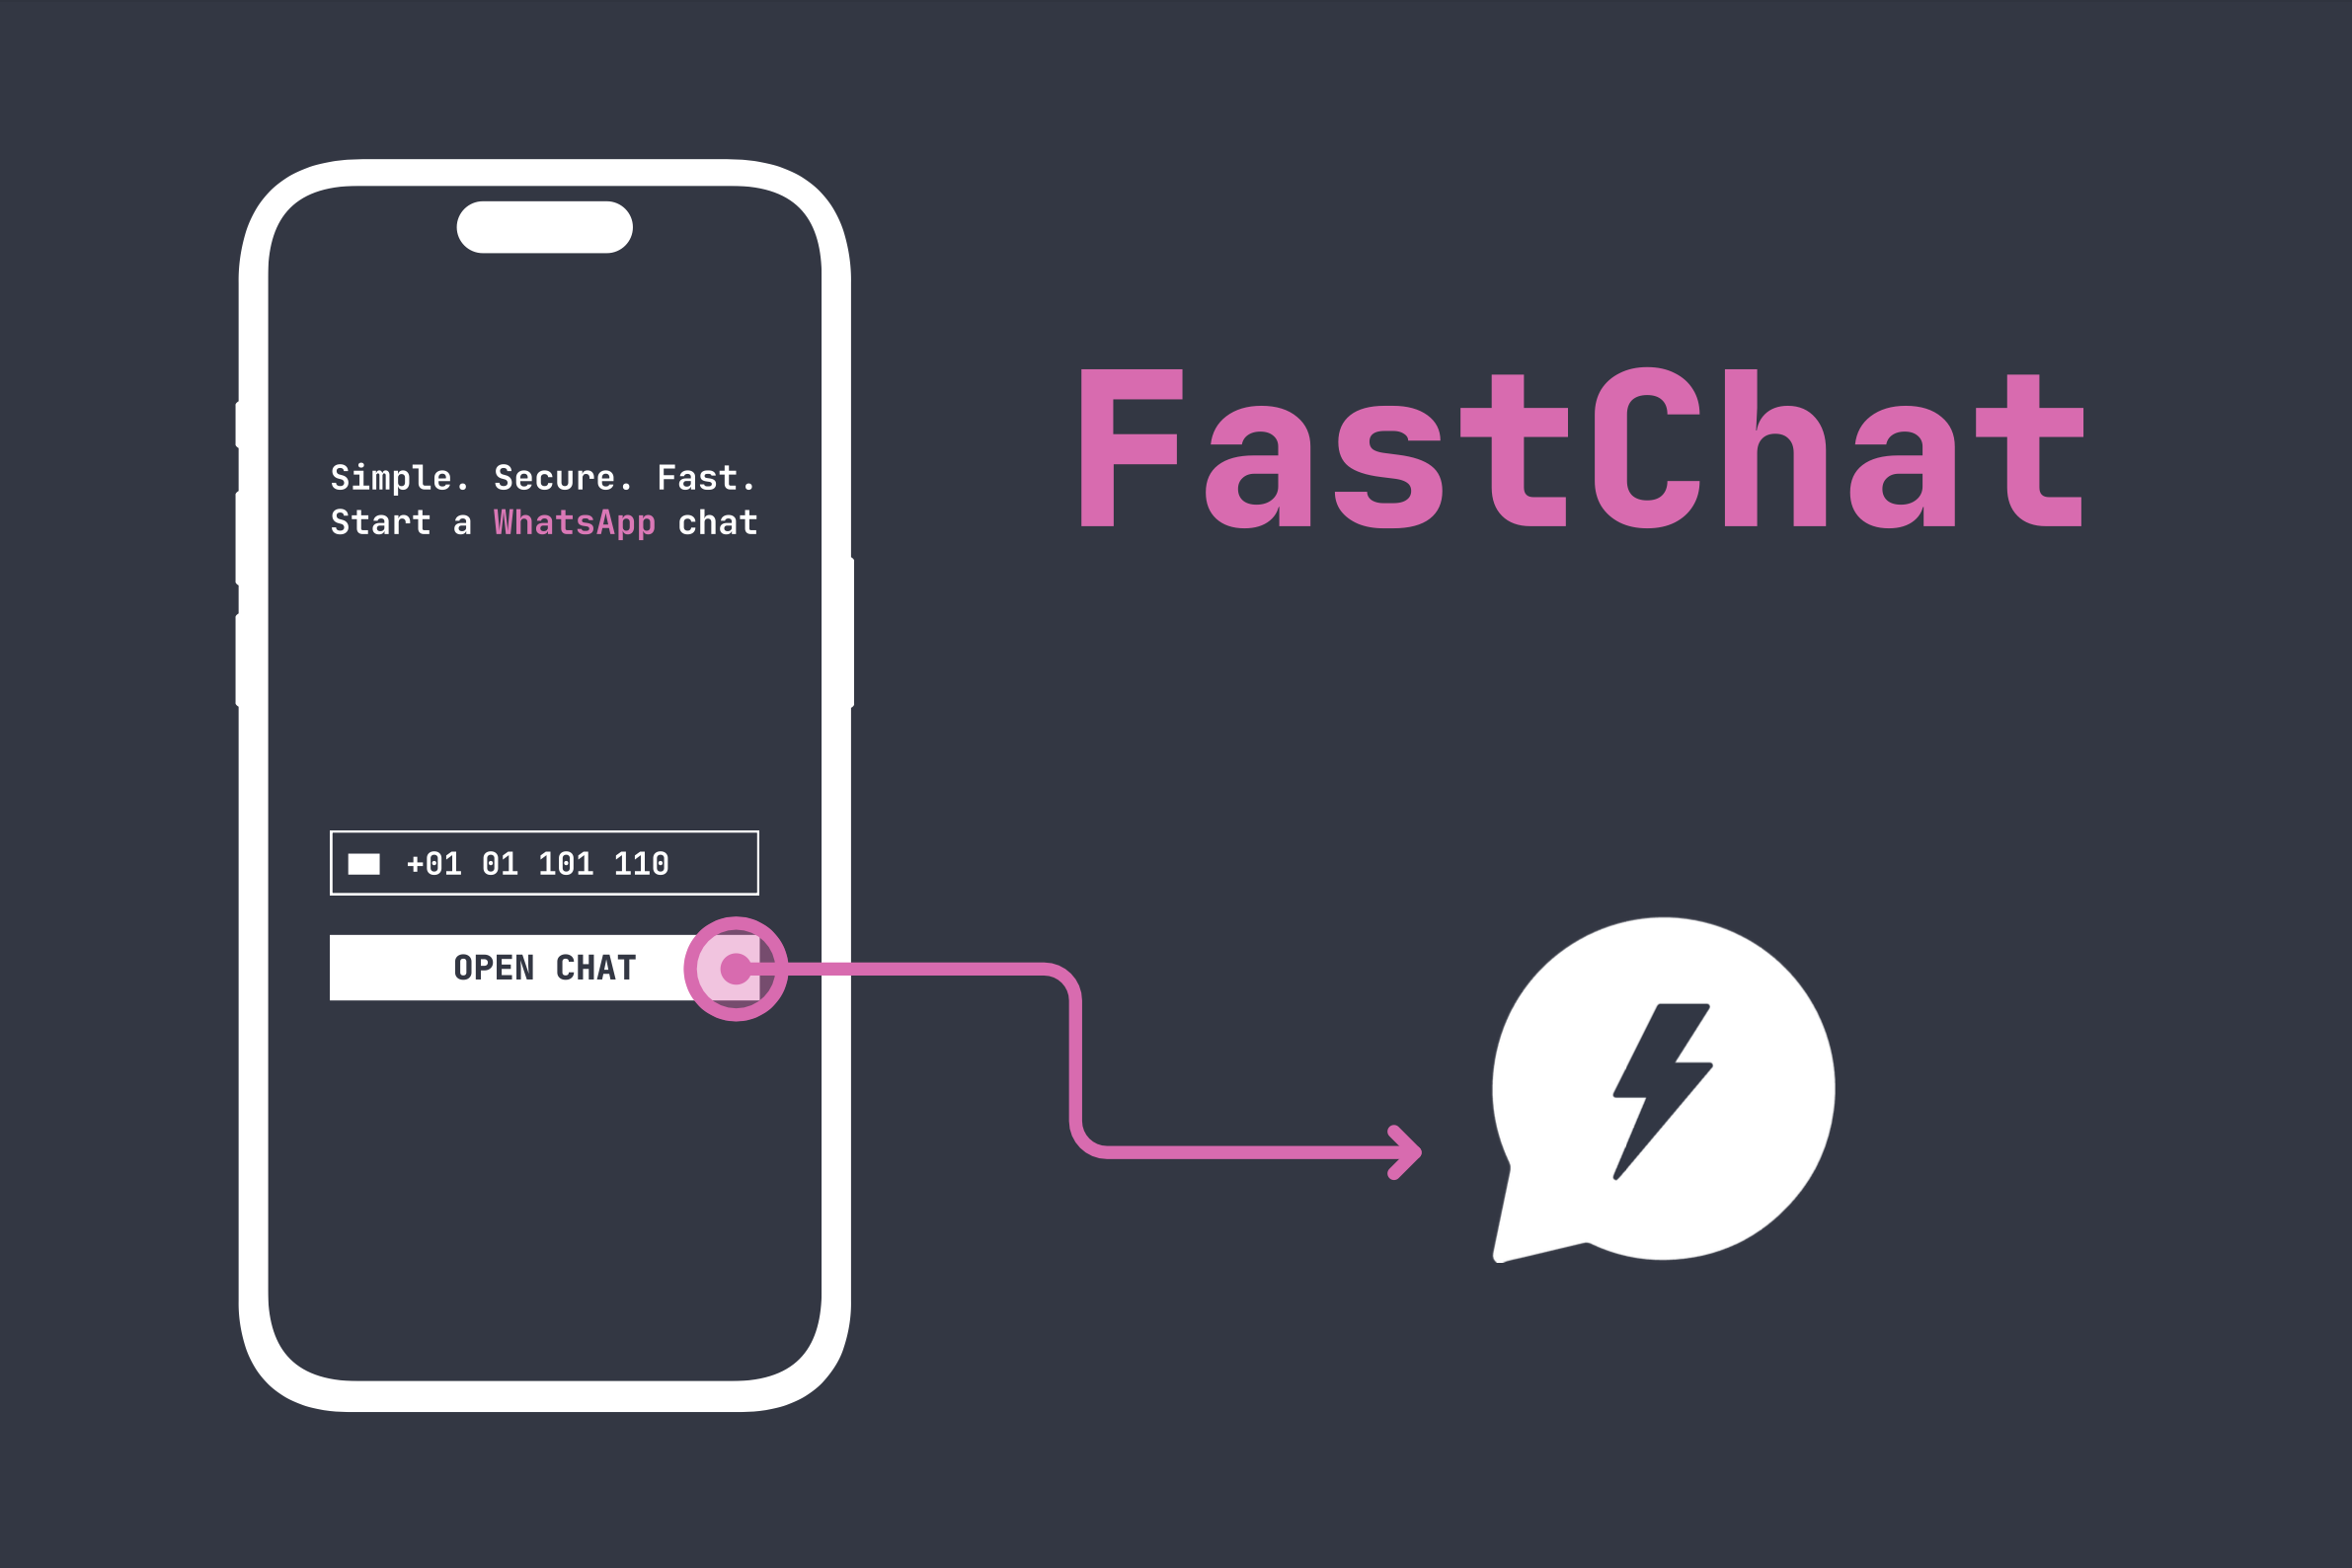 Simple. Secure. Fast.
Start a WhatsApp chat
+01 01 101 110
OPEN CHAT
FastChat